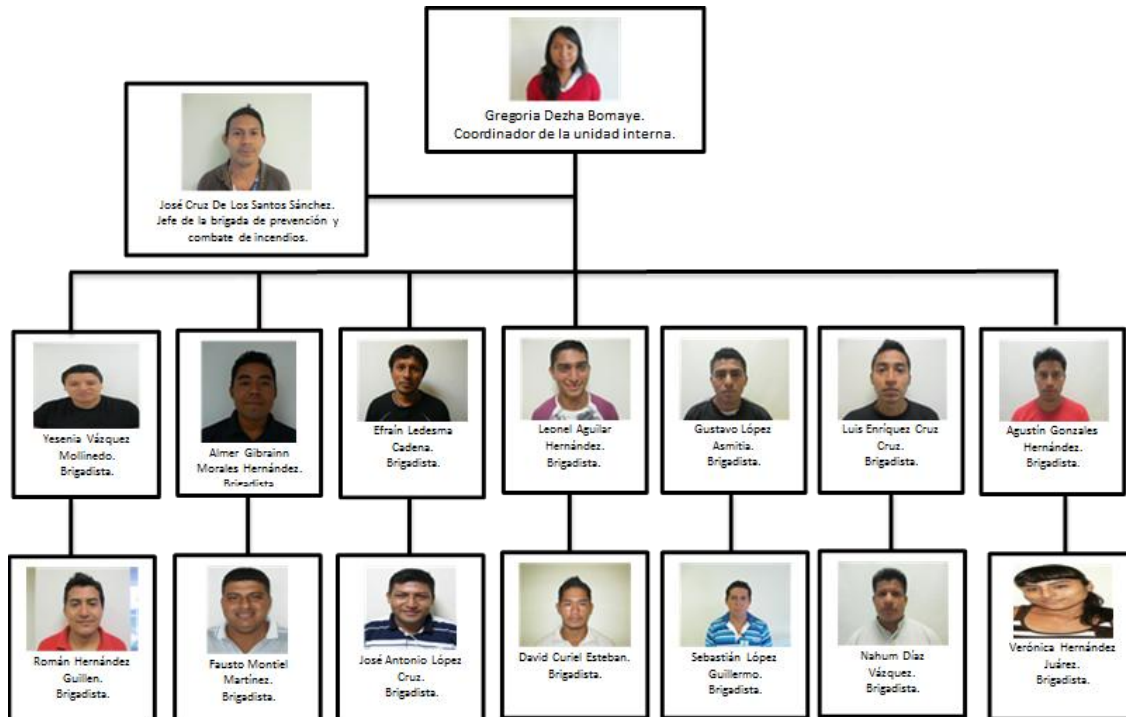 Gregoria Dezha Bomaye.
Coordinador de la unidad interna.
José Cruz De Los Santos Sánchez.
Jefe de la brigada de prevención y
combate de incendios.
Yesenia Vázquez
Mollinedo.
Brigadista.
Almer Gibrainn
Morales Hernández.
Brigadista
Efraín Ledesma
Cadena.
Brigadista.
Leonel Aguilar
Hernández.
Brigadista.
Gustavo López
Asmitia.
Brigadista.
Luis Enríquez Cruz
Cruz.
Brigadista.
Agustín Gonzales
Hernández.
Brigadista.
Román Hernández
Guillen.
Brigadista.
Fausto Montiel
Martínez.
Brigadista.
José Antonio López
Cruz.
Brigadista.
David Curiel Esteban.
Brigadista.
Sebastián López
Guillermo.
Brigadista.
Nahum Díaz
Vázquez.
Brigadista.
Verónica Hernández
Juárez.
Brigadista.